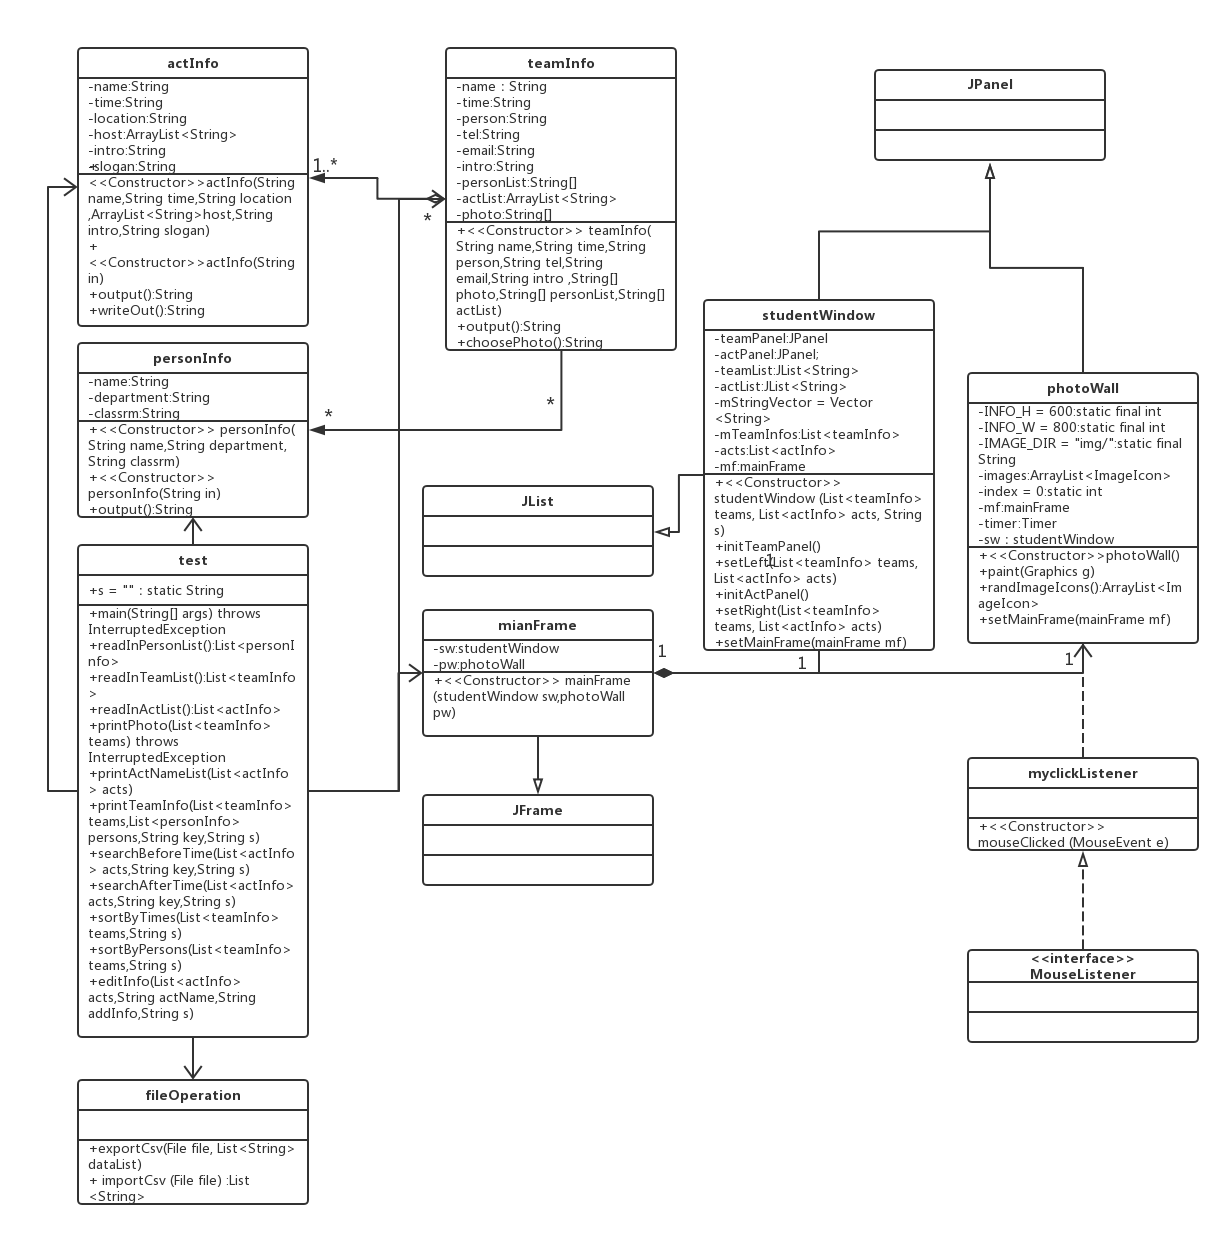 actInfo
-name:String
-time:String
-location:String
-host:ArrayList<String>
-intro:String
-slogan:String
+
<<Constructor>>actInfo(String
name,String time,String location
,ArrayList<String>host,String
intro,String slogan)
+
<<Constructor>>actInfo(String
in)
+output():String
+writeOut():String
1..*
*
teamInfo
-name : String
-time:String
-person:String
-tel:String
-email:String
-intro:String
-personList:String[]
-actList:ArrayList<String>
-photo:String[]
+<<Constructor>> teamInfo(
String name,String time,String
person,String tel,String
email,String intro ,String[]
photo,String[] personList,String[]
actList)
+output():String
+choosePhoto():String
*
*
JPanel
personInfo
-name:String
-department:String
-classrm:String
+<<Constructor>> personInfo(
String name,String department,
String classrm)
+<<Constructor>>
personInfo(String in)
+output():String
studentWindow
-teamPanel:JPanel
-actPanel:JPanel;
-teamList:JList<String>
-actList:JList<String>
-mStringVector = Vector
<String>
-mTeamInfos:List<teamInfo>
-acts:List<actInfo>
-mf:mainFrame
+<<Constructor>>
studentWindow (List<teamInfo>
teams, List<actInfo> acts, String
s)
+initTeamPanel()
+setLeft(List<teamInfo> teams,
List<actInfo> acts)
+initActPanel()
+setRight(List<teamInfo>
teams, List<actInfo> acts)
+setMainFrame(mainFrame mf)
1
photoWall
-INFO_H = 600:static final int
-INFO_W = 800:static final int
-IMAGE_DIR = "img/":static final
String
-images:ArrayList<ImageIcon>
-index = 0:static int
-mf:mainFrame
-timer:Timer
-sw : studentWindow
+<<Constructor>>photoWall()
+paint(Graphics g)
+randImageIcons():ArrayList<Im
ageIcon>
+setMainFrame(mainFrame mf)
JList
test
+s = "" : static String
+main(String[] args) throws
InterruptedException
+readInPersonList():List<personI
nfo>
+readInTeamList():List<teamInfo
>
+readInActList():List<actInfo>
+printPhoto(List<teamInfo>
teams) throws
InterruptedException
+printActNameList(List<actInfo
> acts)
+printTeamInfo(List<teamInfo>
teams,List<personInfo>
persons,String key,String s)
+searchBeforeTime(List<actInfo
> acts,String key,String s)
+searchAfterTime(List<actInfo>
acts,String key,String s)
+sortByTimes(List<teamInfo>
teams,String s)
+sortByPersons(List<teamInfo>
teams,String s)
+editInfo(List<actInfo>
acts,String actName,String
addInfo,String s)
mianFrame
-sw:studentWindow
-pw:photoWall
+<<Constructor>> mainFrame
(studentWindow sw,photoWall
pw)
1
1
1
JFrame
myclickListener
+<<Constructor>>
mouseClicked (MouseEvent e)
<<interface>>
MouseListener
fileOperation
+exportCsv(File file, List<String>
dataList)
+ importCsv (File file) :List
<String>